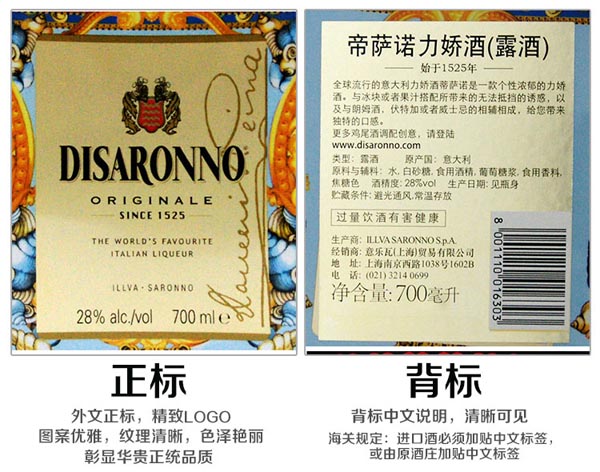 DISARONNO
ORIGINALE
SINCE 1525
THE WORLD'S FAVOURITE
ITALIAN LIQUEUR
ILLVA · SARONNO
28% alc./vol 700 ml ℮
帝萨诺力娇酒(露酒)
始于1525年
全球流行的意大利力娇酒蒂萨诺是一款个性浓郁的力娇
酒。与冰块或者果汁搭配所带来的无法抵挡的诱惑，以
及与朗姆酒，伏特加或者威士忌的相辅相成，给您带来
独特的口感。
更多鸡尾酒调配创意，请登陆
www.disaronno.com
类型：露酒 原产国：意大利
原料与辅料：水,白砂糖,食用酒精,葡萄糖浆,食用香料,
焦糖色 酒精度：28%vol 生产日期：见瓶身
贮藏条件：避光通风,常温存放
过量饮酒有害健康
生产商：ILLVA SARONNO S.p.A.
经销商：意乐瓦(上海)贸易有限公司
地 址：上海南京西路1038号1602B
电 话：(021) 3214 0699
净含量:700毫升
8 001110 016303
正标
外文正标，精致LOGO
图案优雅，纹理清晰，色泽艳丽
彰显华贵正统品质
背标
背标中文说明，清晰可见
海关规定：进口酒必须加贴中文标签，
或由原酒庄加贴中文标签